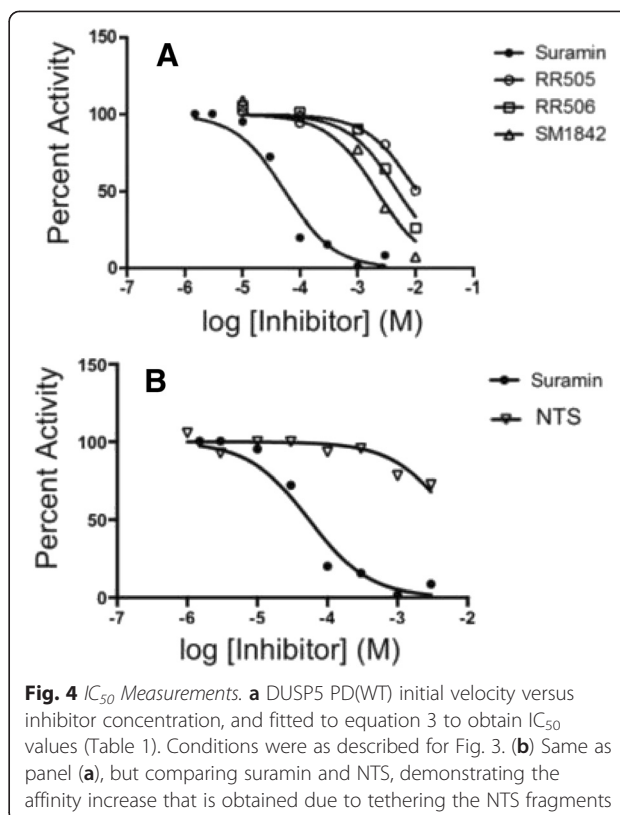 A
150
100
50
0
Percent Activity
-7 -6 -5 -4 -3 -2 -1
log [Inhibitor] (M)
Suramin
RR505
RR506
SM1842
B
150
100
50
0
Percent Activity
-7 -6 -5 -4 -3 -2
log [Inhibitor] (M)
Suramin
NTS
Fig. 4 IC50 Measurements. a DUSP5 PD(WT) initial velocity versus
inhibitor concentration, and fitted to equation 3 to obtain IC50
values (Table 1). Conditions were as described for Fig. 3. (b) Same as
panel (a), but comparing suramin and NTS, demonstrating the
affinity increase that is obtained due to tethering the NTS fragments